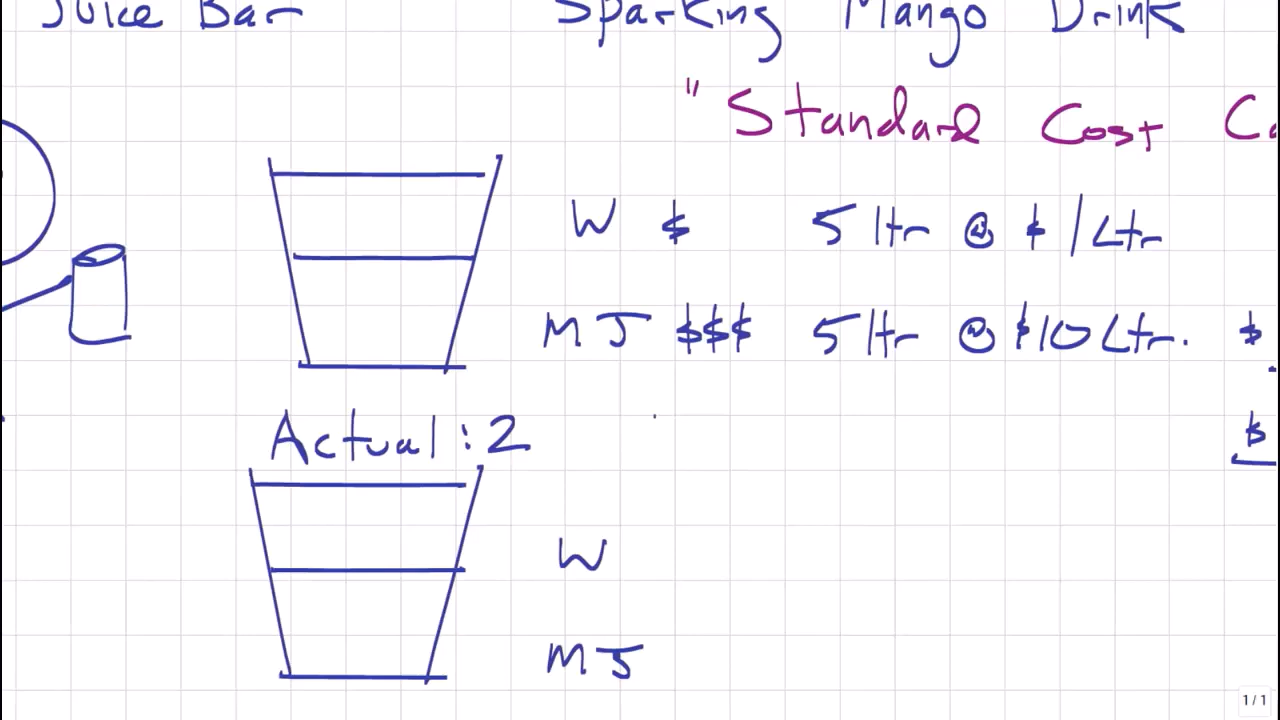 Juice Bar Sparking Mango Drink
" Standard Cost Ca
W $ 5 ltr @ $ / Ltr
MJ $$$ 5 ltr @ $10 Ltr. $
$
Actual : 2
W
MJ
1 / 1